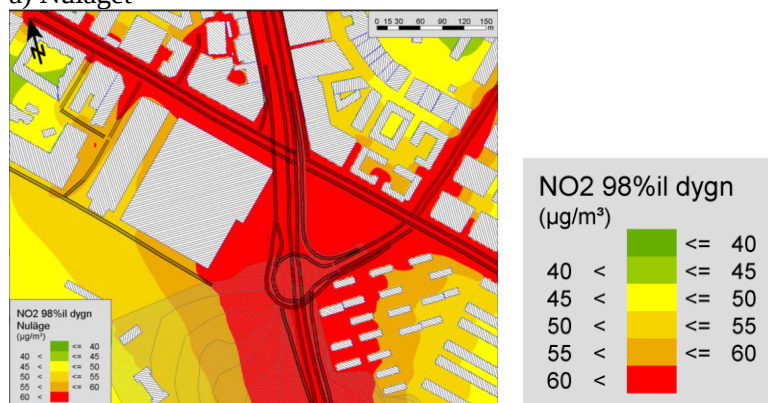 a) Nuläget
0 15 30 60 90 120 150
m
N
NO2 98%il dygn
Nuläge
(µg/m³)
<= 40
40 < <= 45
45 < <= 50
50 < <= 55
55 < <= 60
60 <
NO2 98%il dygn
(µg/m³)
<= 40
40 < <= 45
45 < <= 50
50 < <= 55
55 < <= 60
60 <